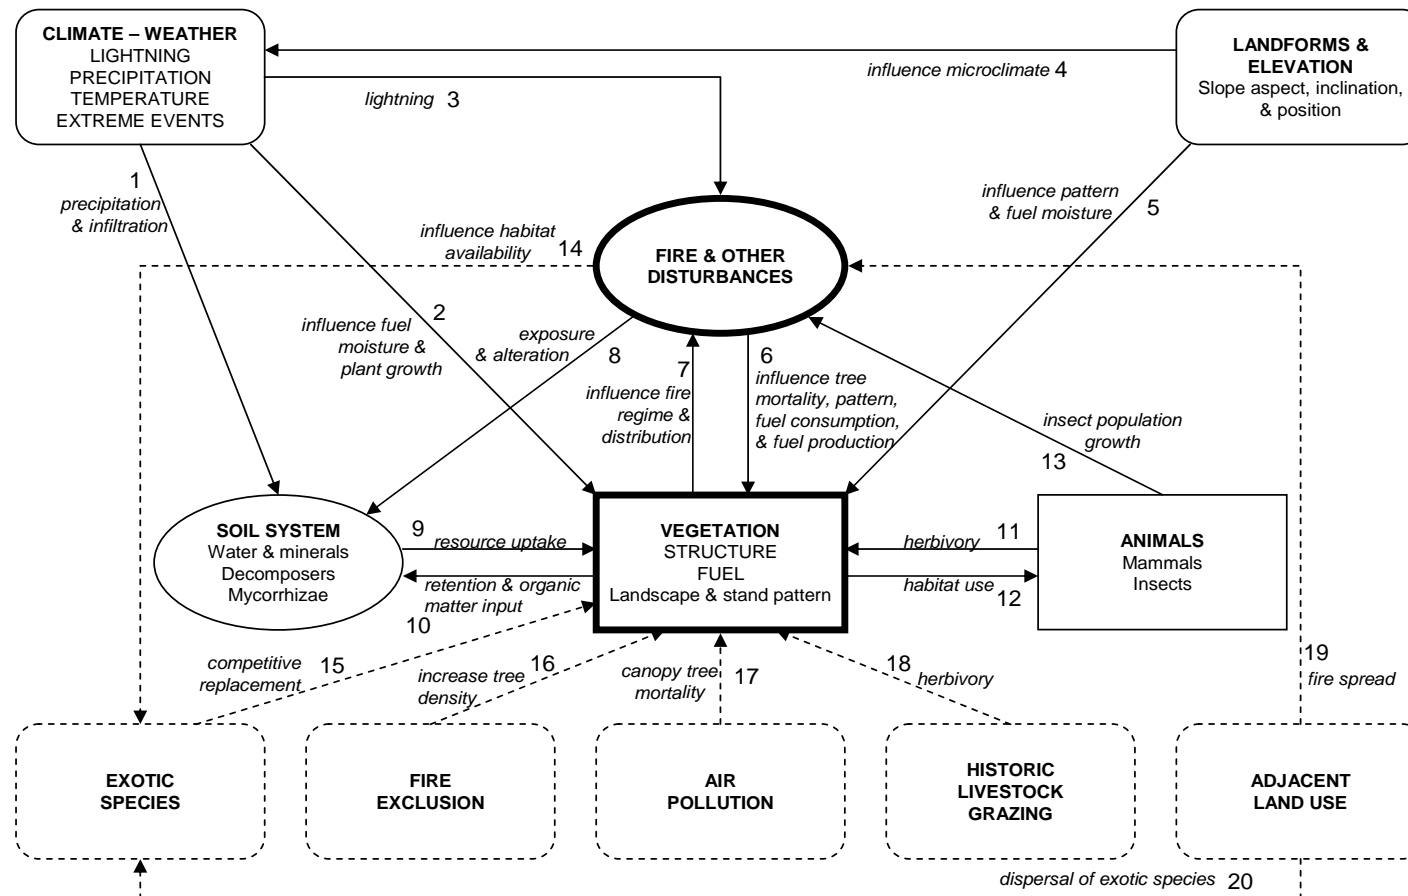 CLIMATE – WEATHER
LIGHTNING
PRECIPITATION
TEMPERATURE
EXTREME EVENTS
LANDFORMS &
ELEVATION
Slope aspect, inclination,
& position
influence microclimate 4
lightning 3
1
precipitation
& infiltration
influence pattern
& fuel moisture 5
influence habitat
availability 14
FIRE & OTHER
DISTURBANCES
2
influence fuel
moisture &
plant growth
exposure
& alteration 8
7
influence fire
regime &
distribution
6
influence tree
mortality, pattern,
fuel consumption,
& fuel production
insect population
growth
13
SOIL SYSTEM
Water & minerals
Decomposers
Mycorrhizae
9
resource uptake
retention & organic
matter input
10
VEGETATION
STRUCTURE
FUEL
Landscape & stand pattern
herbivory 11
habitat use
12
ANIMALS
Mammals
Insects
competitive
replacement 15
increase tree
density 16
canopy tree
mortality 17
18
herbivory
19
fire spread
EXOTIC
SPECIES
FIRE
EXCLUSION
AIR
POLLUTION
HISTORIC
LIVESTOCK
GRAZING
ADJACENT
LAND USE
dispersal of exotic species 20